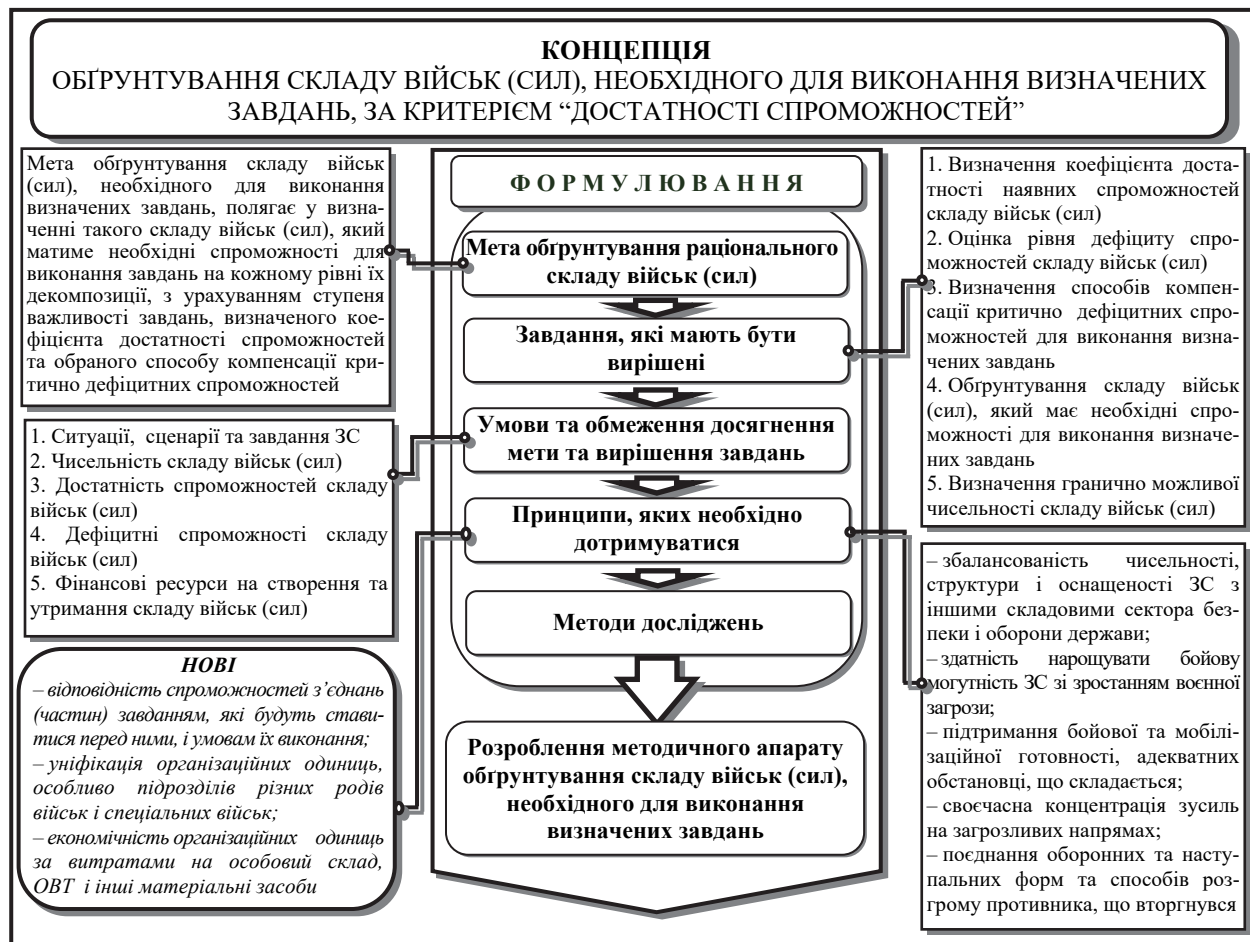 КОНЦЕПЦІЯ
ОБҐРУНТУВАННЯ СКЛАДУ ВІЙСЬК (СИЛ), НЕОБХІДНОГО ДЛЯ ВИКОНАННЯ ВИЗНАЧЕНИХ
ЗАВДАНЬ, ЗА КРИТЕРІЄМ “ДОСТАТНОСТІ СПРОМОЖНОСТЕЙ”
Мета обґрунтування складу військ
(сил), необхідного для виконання
визначених завдань, полягає у визна-
ченні такого складу військ (сил), який
матиме необхідні спроможності для
виконання завдань на кожному рівні їх
декомпозиції, з урахуванням ступеня
важливості завдань, визначеного кое-
фіцієнта достатності спроможностей
та обраного способу компенсації кри-
тично дефіцитних спроможностей
1. Ситуації, сценарії та завдання ЗС
2. Чисельність складу військ (сил)
3. Достатність спроможностей складу
військ (сил)
4. Дефіцитні спроможності складу
військ (сил)
5. Фінансові ресурси на створення та
утримання складу військ (сил)
НОВІ
– відповідність спроможностей з’єднань
(частин) завданням, які будуть стави-
тися перед ними, і умовам їх виконання;
– уніфікація організаційних одиниць,
особливо підрозділів різних родів
військ і спеціальних військ;
– економічність організаційних одиниць
за витратами на особовий склад,
ОВТ і інші матеріальні засоби
ФОРМУЛЮВАННЯ
Мета обґрунтування раціонального
складу військ (сил)
Завдання, які мають бути
вирішені
Умови та обмеження досягнення
мети та вирішення завдань
Принципи, яких необхідно
дотримуватися
Методи досліджень
Розроблення методичного апарату
обґрунтування складу військ (сил),
необхідного для виконання
визначених завдань
1. Визначення коефіцієнта доста-
тності наявних спроможностей
складу військ (сил)
2. Оцінка рівня дефіциту спро-
можностей складу військ (сил)
3. Визначення способів компен-
сації критично дефіцитних спро-
можностей для виконання визна-
чених завдань
4. Обґрунтування складу військ
(сил), який має необхідні спро-
можності для виконання визначе-
них завдань
5. Визначення гранично можливої
чисельності складу військ (сил)
– збалансованість чисельності,
структури і оснащеності ЗС з
іншими складовими сектора без-
пеки і оборони держави;
– здатність нарощувати бойову
могутність ЗС зі зростанням воєнної
загрози;
– підтримання бойової та мобілі-
заційної готовності, адекватних
обстановці, що складається;
– своєчасна концентрація зусиль
на загрозливих напрямах;
– поєднання оборонних та насту-
пальних форм та способів роз-
грому противника, що вторгнувся